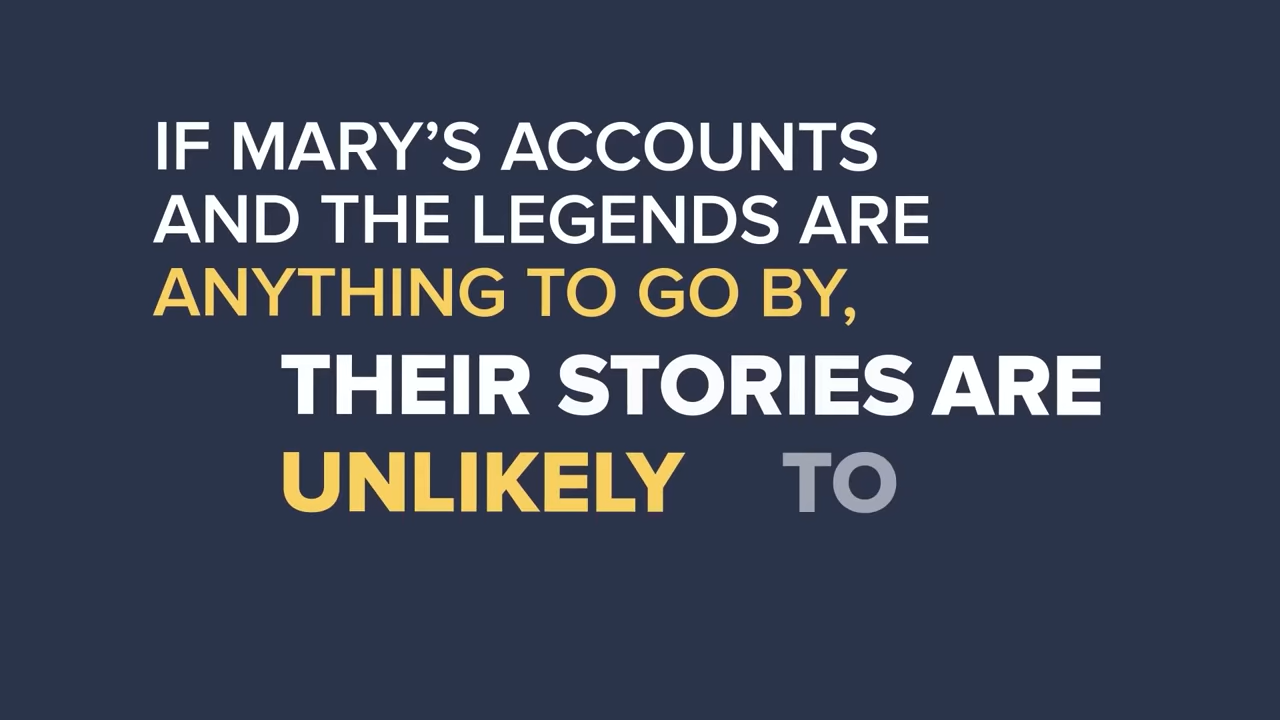 IF MARY’S ACCOUNTS
AND THE LEGENDS ARE
ANYTHING TO GO BY,
THEIR STORIES ARE
UNLIKELY TO